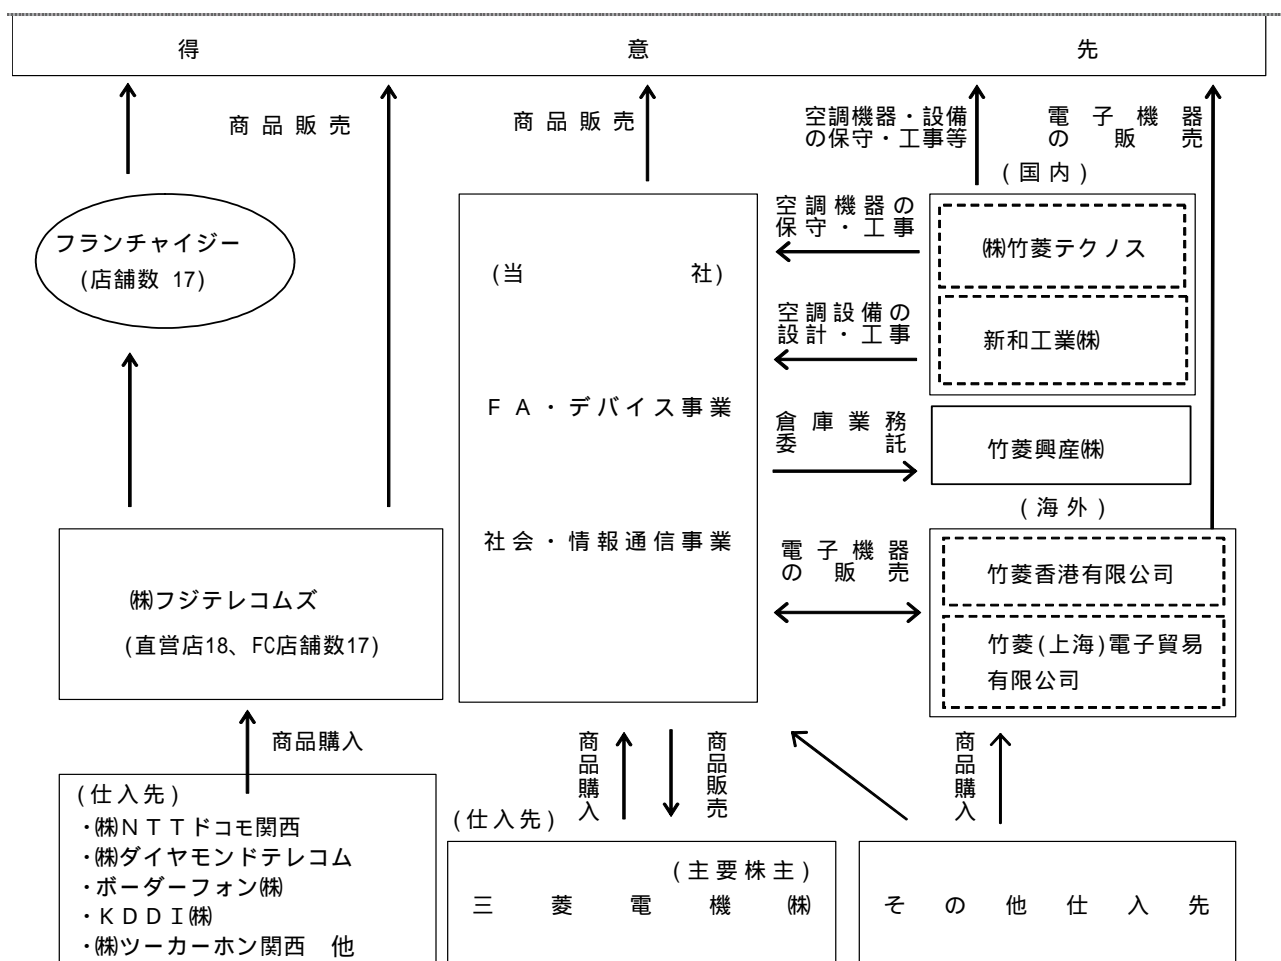 得意先
商品販売
商品販売
空調機器・設備
の保守・工事等
電子機器
の販売
(国内)
フランチャイジー
(店舗数 17)
(当社)
FA・デバイス事業
社会・情報通信事業
空調機器の
保守・工事
空調設備の
設計・工事
倉庫業務
委託
電子機器
の販売
㈱竹菱テクノス
新和工業㈱
竹菱興産㈱
(海外)
竹菱香港有限公司
竹菱(上海)電子貿易
有限公司
㈱フジテレコムズ
(直営店18、FC店舗数17)
商品購入
商品購入
商品販売
商品購入
(仕入先)
・㈱NTTドコモ関西
・㈱ダイヤモンドテレコム
・ボーダーフォン㈱
・KDDI㈱
・㈱ツーカーホン関西 他
(仕入先)
(主要株主)
三菱電機㈱
その他仕入先